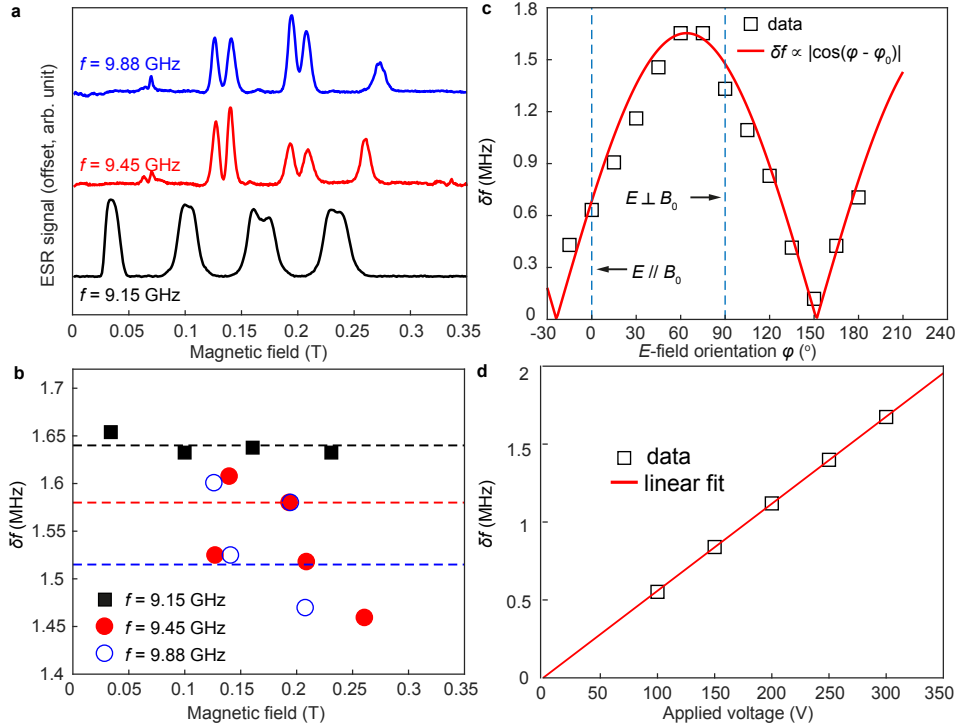 a
f = 9.88 GHz
f = 9.45 GHz
f = 9.15 GHz
ESR signal (offset, arb. unit)
0 0.05 0.1 0.15 0.2 0.25 0.3 0.35
Magnetic field (T)
c
data
δf ∝ |cos(φ - φ₀)|
E ⊥ B₀
E // B₀
δf (MHz)
1.8
1.5
1.2
0.9
0.6
0.3
0
-30 0 30 60 90 120 150 180 210 240
E-field orientation φ (°)
b
1.7
1.65
1.6
1.55
1.5
1.45
1.4
δf (MHz)
f = 9.15 GHz
f = 9.45 GHz
f = 9.88 GHz
0 0.05 0.1 0.15 0.2 0.25 0.3 0.35
Magnetic field (T)
d
2
1.5
1
0.5
0
δf (MHz)
data
linear fit
50 100 150 200 250 300 350
Applied voltage (V)